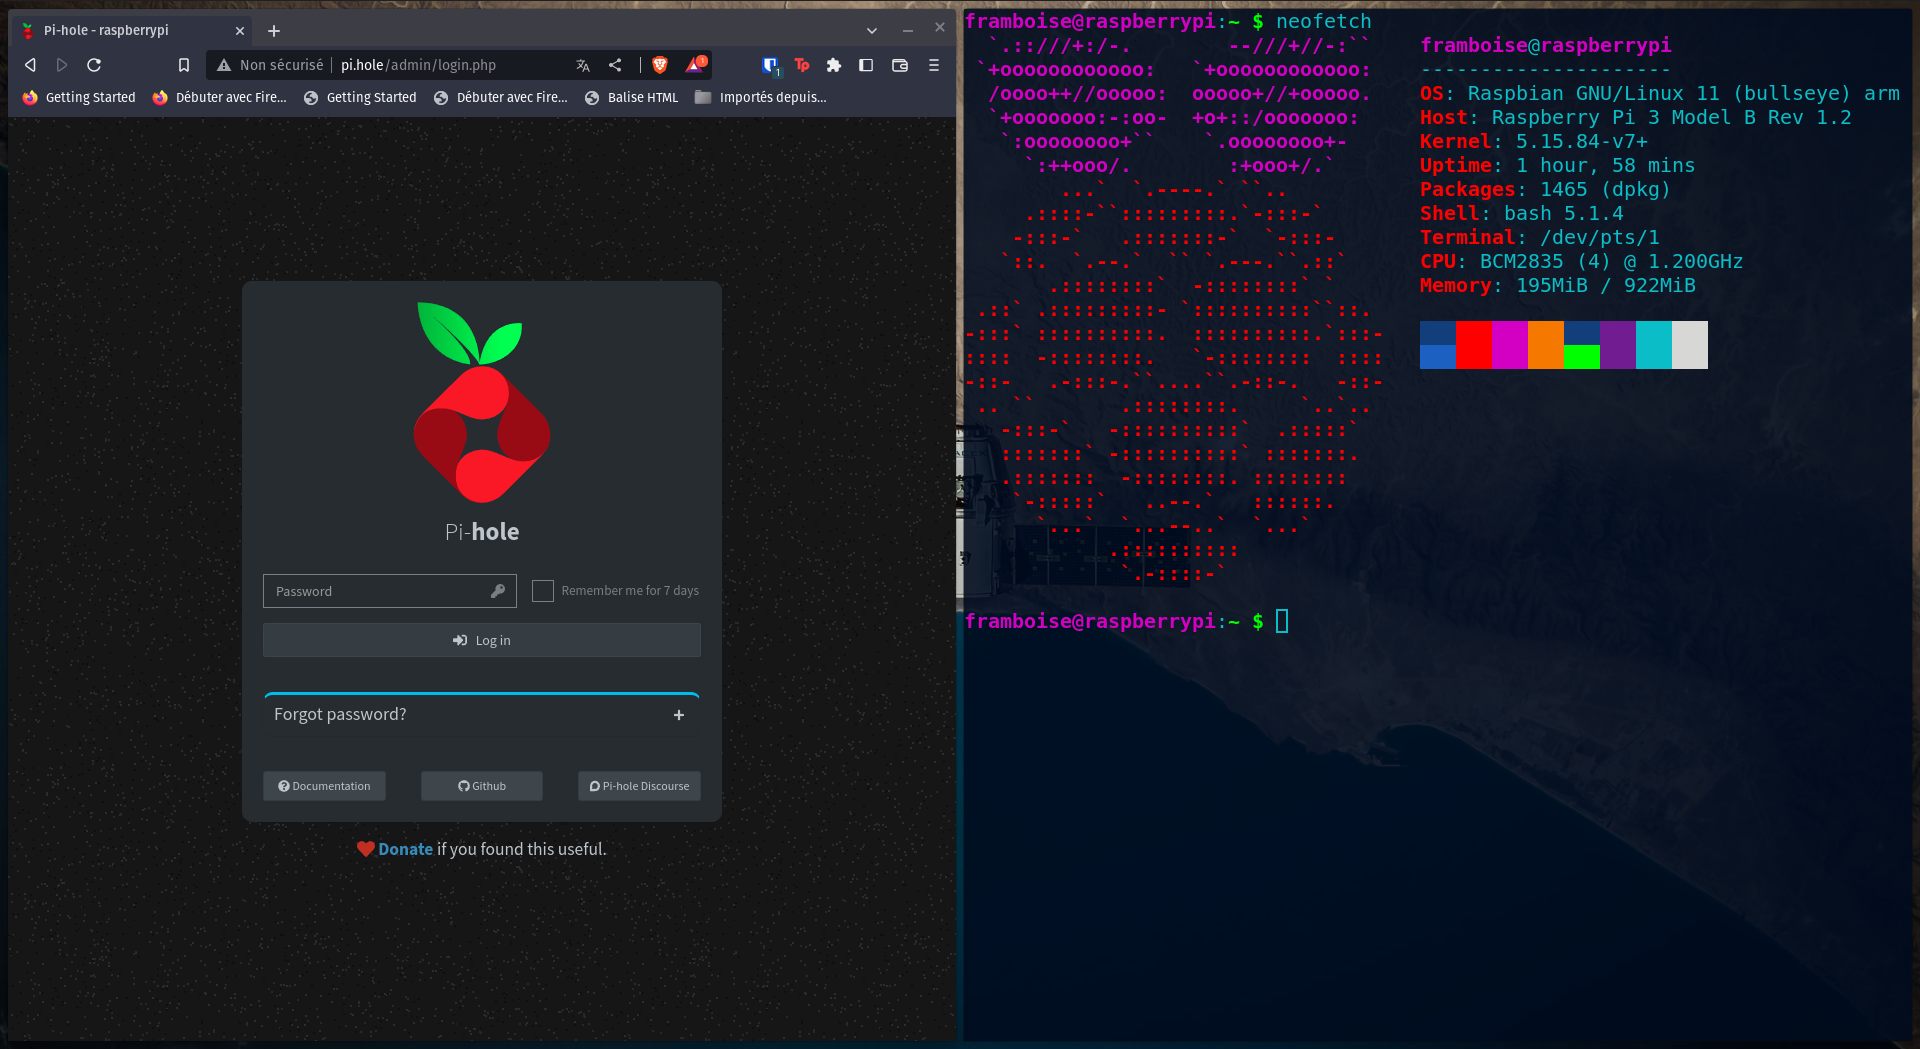 Pi-hole - raspberrypi
Non sécurisé
pi.hole/admin/login.php
1
Tp
1
Getting Started
Débuter avec Fire...
Getting Started
Débuter avec Fire...
Balise HTML
Importés depuis...
Pi-hole
Password
Remember me for 7 days
Log in
Forgot password?
Documentation
Github
Pi-hole Discourse
Donate if you found this useful.
framboise@raspberrypi:~ $ neofetch
framboise@raspberrypi
---------------------
OS: Raspbian GNU/Linux 11 (bullseye) arm
Host: Raspberry Pi 3 Model B Rev 1.2
Kernel: 5.15.84-v7+
Uptime: 1 hour, 58 mins
Packages: 1465 (dpkg)
Shell: bash 5.1.4
Terminal: /dev/pts/1
CPU: BCM2835 (4) @ 1.200GHz
Memory: 195MiB / 922MiB
framboise@raspberrypi:~ $